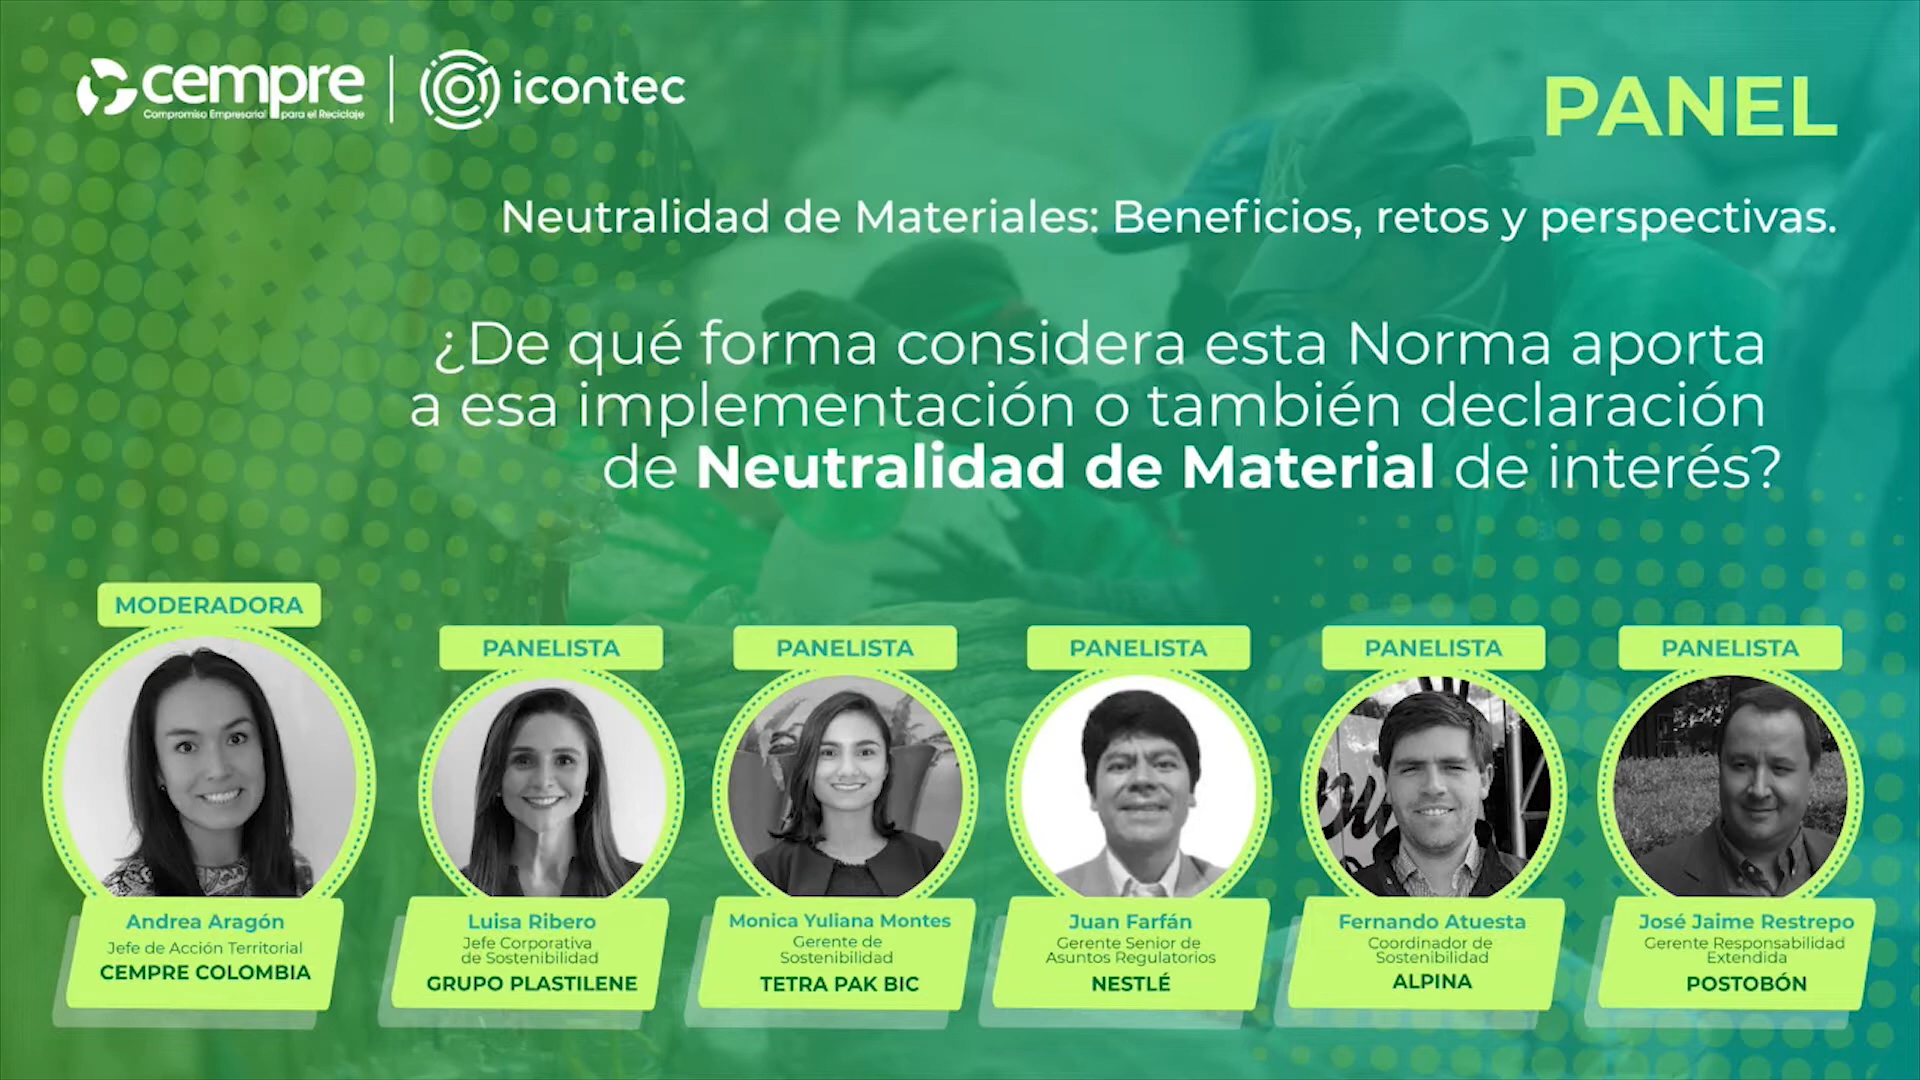 cempre
Compromiso Empresarial para el Reciclaje
icontec
PANEL
Neutralidad de Materiales: Beneficios, retos y perspectivas.
¿De qué forma considera esta Norma aporta
a esa implementación o también declaración
de Neutralidad de Material de interés?
MODERADORA
Andrea Aragón
Jefe de Acción Territorial
CEMPRE COLOMBIA
PANELISTA
Luisa Ribero
Jefe Corporativa
de Sostenibilidad
GRUPO PLASTILENE
PANELISTA
Monica Yuliana Montes
Gerente de
Sostenibilidad
TETRA PAK BIC
PANELISTA
Juan Farfán
Gerente Senior de
Asuntos Regulatorios
NESTLÉ
PANELISTA
Fernando Atuesta
Coordinador de
Sostenibilidad
ALPINA
PANELISTA
José Jaime Restrepo
Gerente Responsabilidad
Extendida
POSTOBÓN